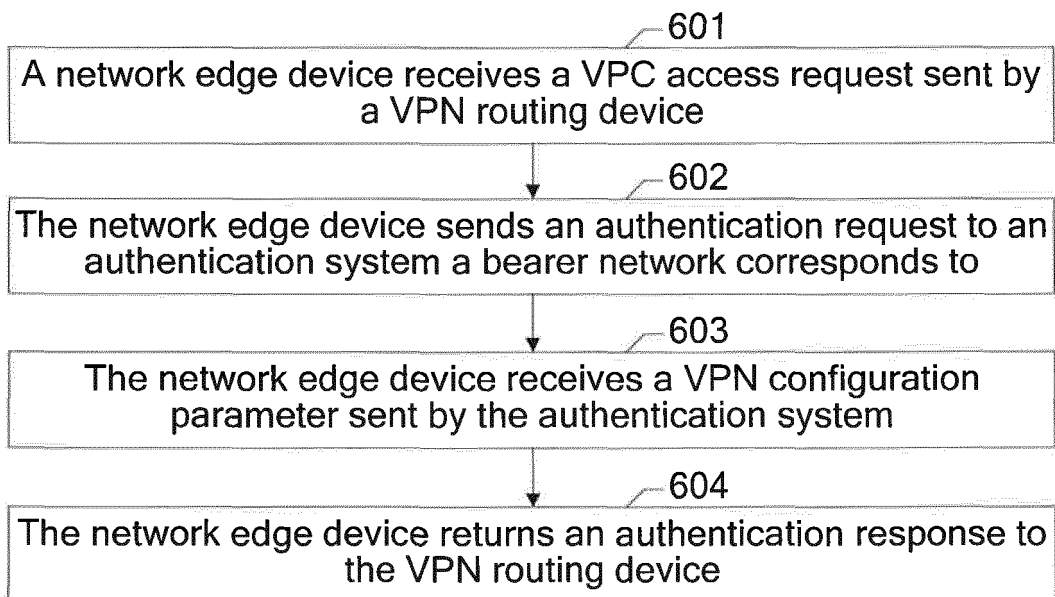 601
A network edge device receives a VPC access request sent by
a VPN routing device
602
The network edge device sends an authentication request to an
authentication system a bearer network corresponds to
603
The network edge device receives a VPN configuration
parameter sent by the authentication system
604
The network edge device returns an authentication response to
the VPN routing device